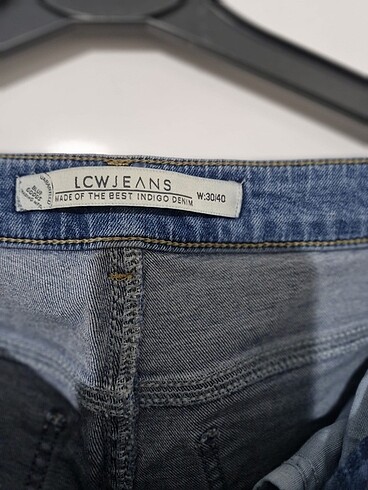 LCWJEANS
MADE OF THE BEST INDIGO DENIM
W:30/40